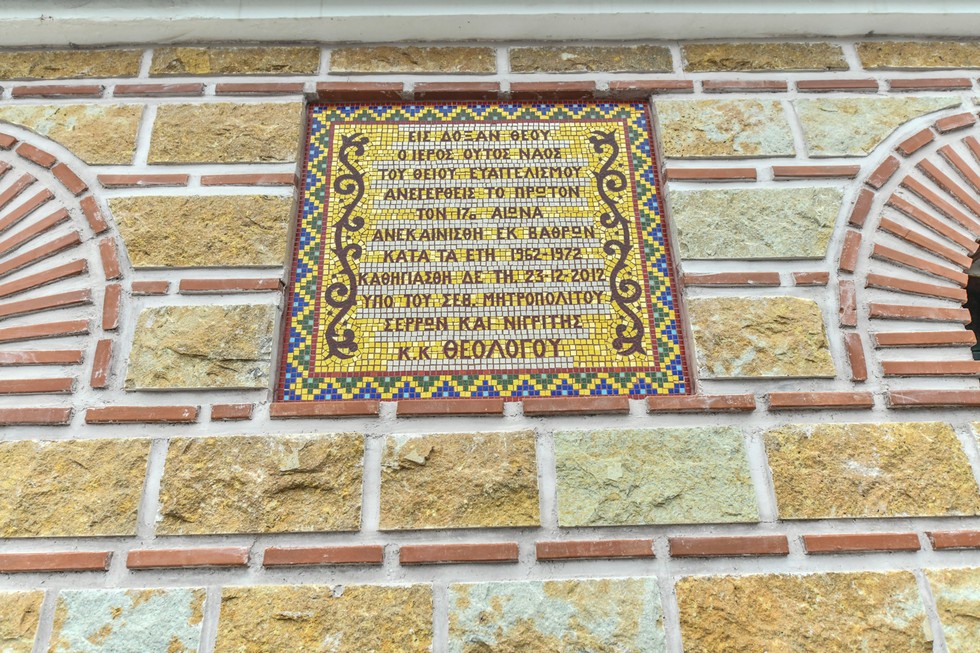 ΕΙΣ ΔΟΞΑΝ ΘΕΟΥ
Ο ΙΕΡΟΣ ΟΥΤΟΣ ΝΑΟΣ
ΤΟΥ ΘΕΙΟΥ ΕΥΑΓΓΕΛΙΣΜΟΥ
ΑΝΕΓΕΡΘΕΙΣ ΤΟ ΠΡΩΤΟΝ
ΤΟΝ 17ο ΑΙΩΝΑ
ΑΝΕΚΑΙΝΙΣΘΗ ΕΚ ΒΑΘΡΩΝ
ΚΑΤΑ ΤΑ ΕΤΗ 1962-1972
ΚΑΘΗΓΙΑΣΘΗ ΔΕ ΤΗ 23-12-2012
ΥΠΟ ΤΟΥ ΣΕΒ. ΜΗΤΡΟΠΟΛΙΤΟΥ
ΣΕΡΡΩΝ ΚΑΙ ΝΙΓΡΙΤΗΣ
Κ.Κ. ΘΕΟΛΟΓΟΥ